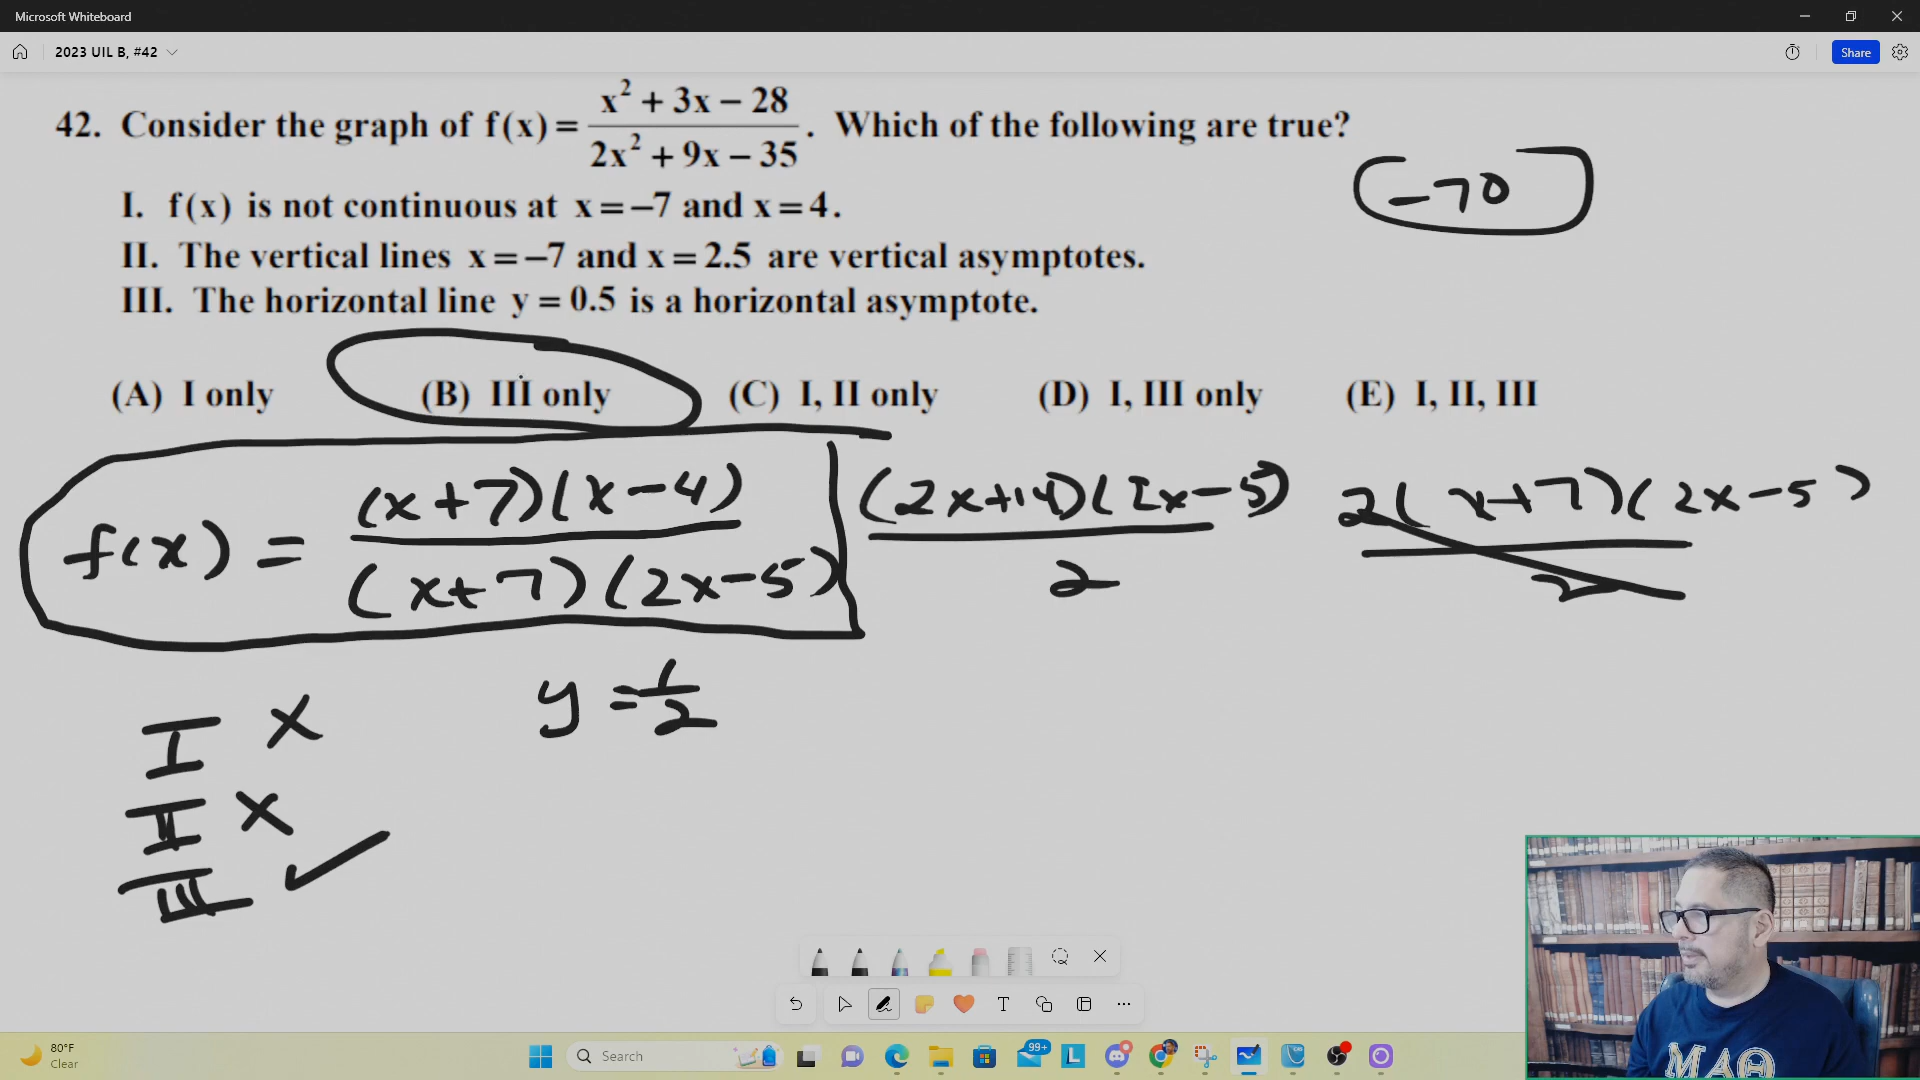 Microsoft Whiteboard
2023 UIL B, #42
Share
42. Consider the graph of f(x) = (x² + 3x − 28)/(2x² + 9x − 35). Which of the following are true?
−70
I. f(x) is not continuous at x = −7 and x = 4.
II. The vertical lines x = −7 and x = 2.5 are vertical asymptotes.
III. The horizontal line y = 0.5 is a horizontal asymptote.
(A) I only (B) III only (C) I, II only (D) I, III only (E) I, II, III
f(x) = (x+7)(x−4)/(x+7)(2x−5) (2x+14)(2x−5)/2 2(x+7)(2x−5)/2
y = 1/2
I x
II x
III ✓
T
80°F
Clear
Search
99+
L
ΜΑΘ